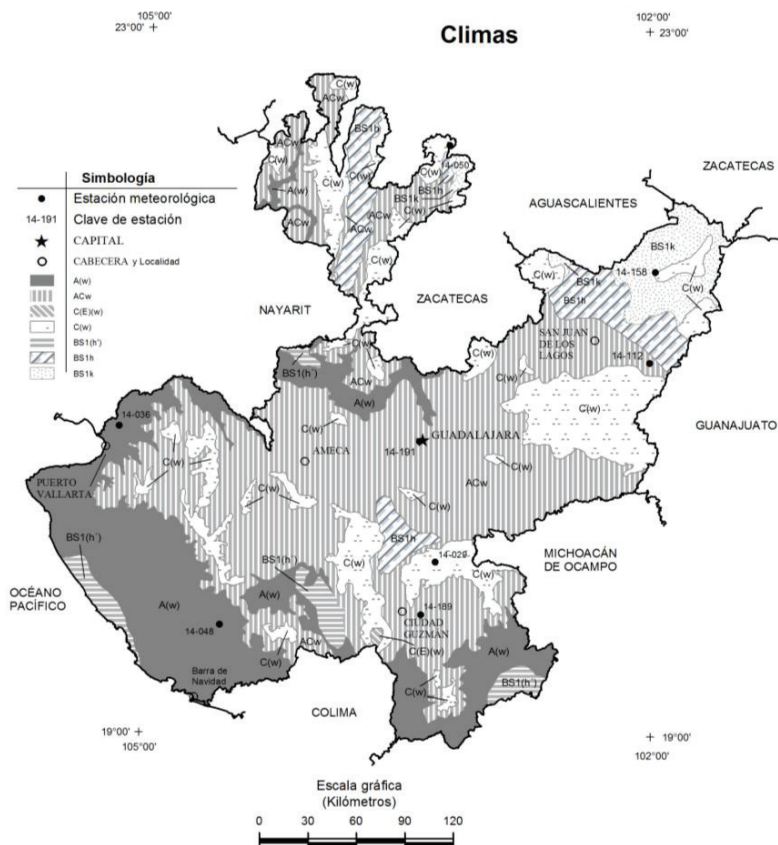 Climas
105°00'
23°00'
102°00'
23°00'
Simbología
Estación meteorológica
14-191 Clave de estación
CAPITAL
CABECERA y Localidad
A(w)
ACw
C(E)(w)
C(w)
BS1(h')
BS1h
BS1k
C(w)
ACw
BS1h
ACw
C(w)
C(w)
C(w)
14-050
A(w)
BS1h
BS1k
ACw
ACw
ACw
C(w)
C(w)
ZACATECAS
AGUASCALIENTES
BS1k
C(w)
BS1k
14-158
C(w)
BS1h
NAYARIT
ZACATECAS
SAN JUAN
DE LOS
LAGOS
14-112
C(w)
C(w)
C(w)
BS1(h´)
ACw
A(w)
C(w)
GUANAJUATO
14-036
C(w)
GUADALAJARA
14-191
AMECA
C(w)
C(w)
PUERTO
VALLARTA
C(w)
ACw
C(w)
BS1(h´)
BS1h
MICHOACÁN
DE OCAMPO
14-029
C(w)
BS1(h´)
C(w)
OCÉANO
PACÍFICO
A(w)
A(w)
14-189
CIUDAD
GUZMÁN
14-048
ACw
C(E)(w)
A(w)
C(w)
Barra de
Navidad
C(w)
BS1(h´)
COLIMA
19°00'
105°00'
19°00'
102°00'
Escala gráfica
(Kilómetros)
0 30 60 90 120